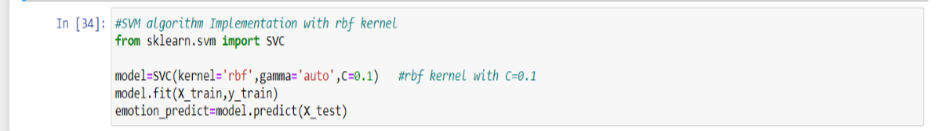 In [34]: #SVM algorithm Implementation with rbf kernel
from sklearn.svm import SVC
model=SVC(kernel='rbf',gamma='auto',C=0.1) #rbf kernel with C=0.1
model.fit(X_train,y_train)
emotion_predict=model.predict(X_test)